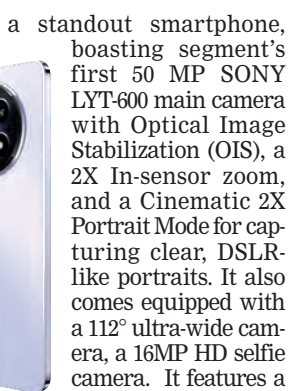 a standout smartphone,
boasting segment's
first 50 MP SONY
LYT-600 main camera
with Optical Image
Stabilization (OIS), a
2X In-sensor zoom,
and a Cinematic 2X
Portrait Mode for cap-
turing clear, DSLR-
like portraits. It also
comes equipped with
a 112° ultra-wide cam-
era, a 16MP HD selfie
camera. It features a